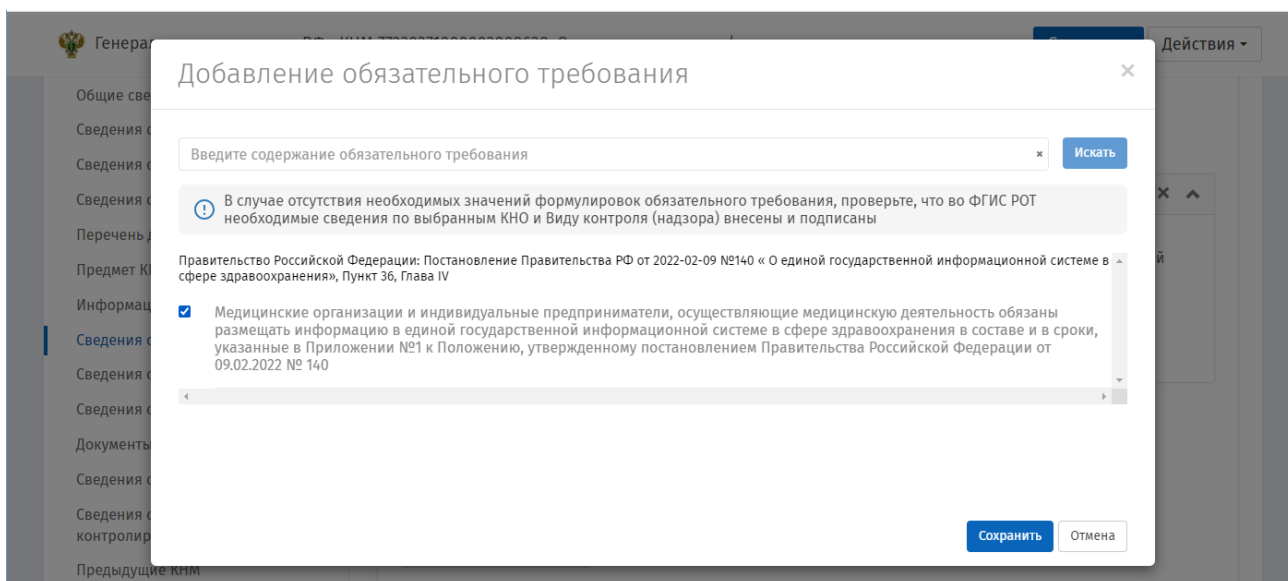 Действия
Добавление обязательного требования
Общие све
Сведения
Введите содержание обязательного требования
Искать
Сведения
Сведения
В случае отсутствия необходимых значений формулировок обязательного требования, проверьте, что во ФГИС РОТ
необходимые сведения по выбранным КНО и Виду контроля (надзора) внесены и подписаны
Перечень
Предмет
Правительство Российской Федерации: Постановление Правительства РФ от 2022-02-09 №140 « О единой государственной информационной системе в
сфере здравоохранения», Пункт 36, Глава IV
й
Информац
Медицинские организации и индивидуальные предприниматели, осуществляющие медицинскую деятельность обязаны
размещать информацию в единой государственной информационной системе в сфере здравоохранения в составе и в сроки,
указанные в Приложении №1 к Положению, утвержденному постановлением Правительства Российской Федерации от
09.02.2022 № 140
Сведения
Сведения
Сведения
Документы
Сведения
Сведения
контролир
Предыдущие КНМ
Сохранить
Отмена